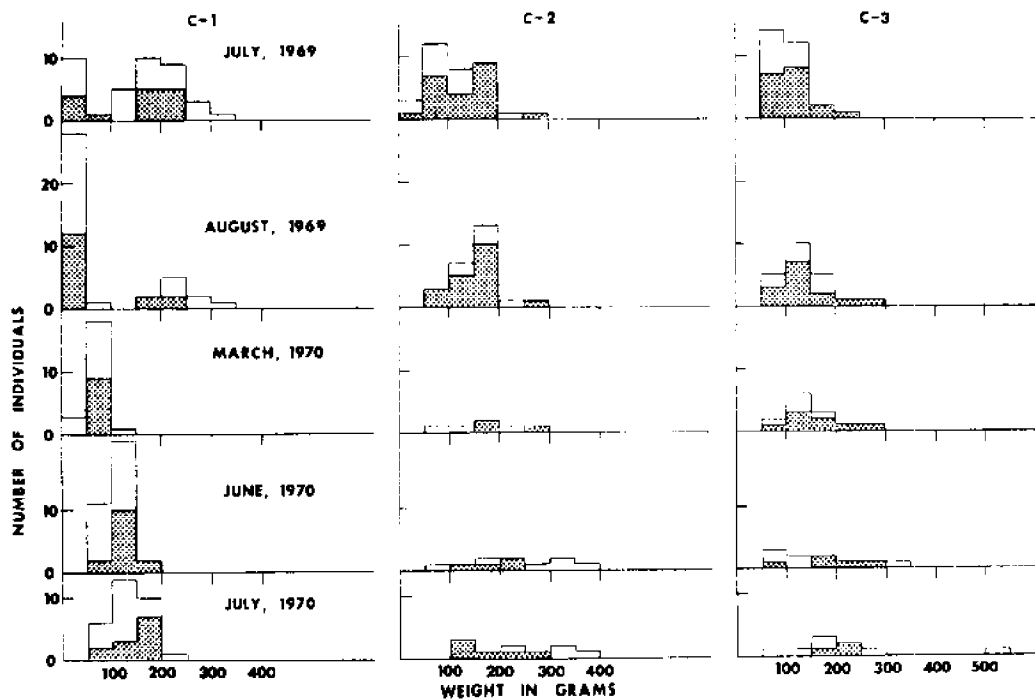 C-1 C-2 C-3
JULY, 1969
10
0
20
AUGUST, 1969
10
0
MARCH, 1970
10
0
JUNE, 1970
10
0
JULY, 1970
10
0
100 200 300 400 100 200 300 400 100 200 300 400 500
NUMBER OF INDIVIDUALS
WEIGHT IN GRAMS